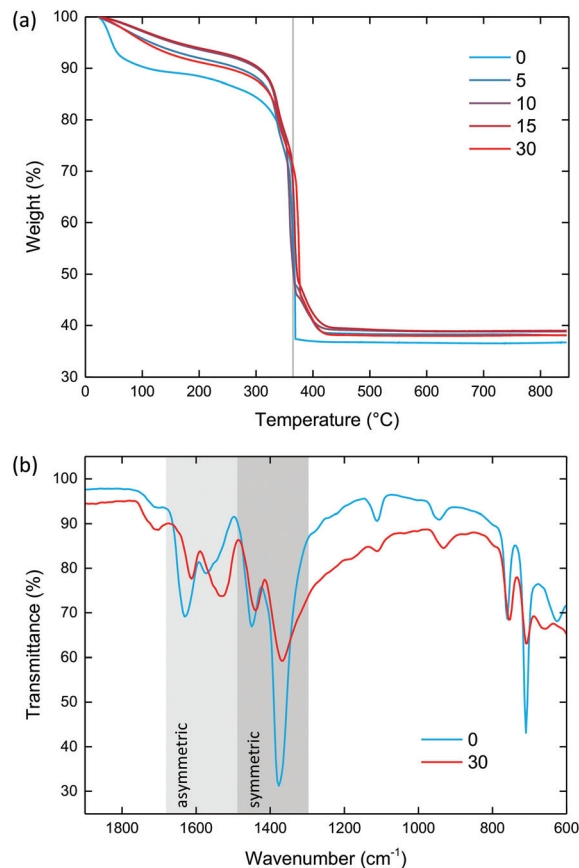 (a)
100
90
80
70
60
50
40
30
Weight (%)
0
5
10
15
30
0 100 200 300 400 500 600 700 800
Temperature (°C)
(b)
100
90
80
70
60
50
40
30
Transmittance (%)
asymmetric
symmetric
0
30
1800 1600 1400 1200 1000 800 600
Wavenumber (cm⁻¹)